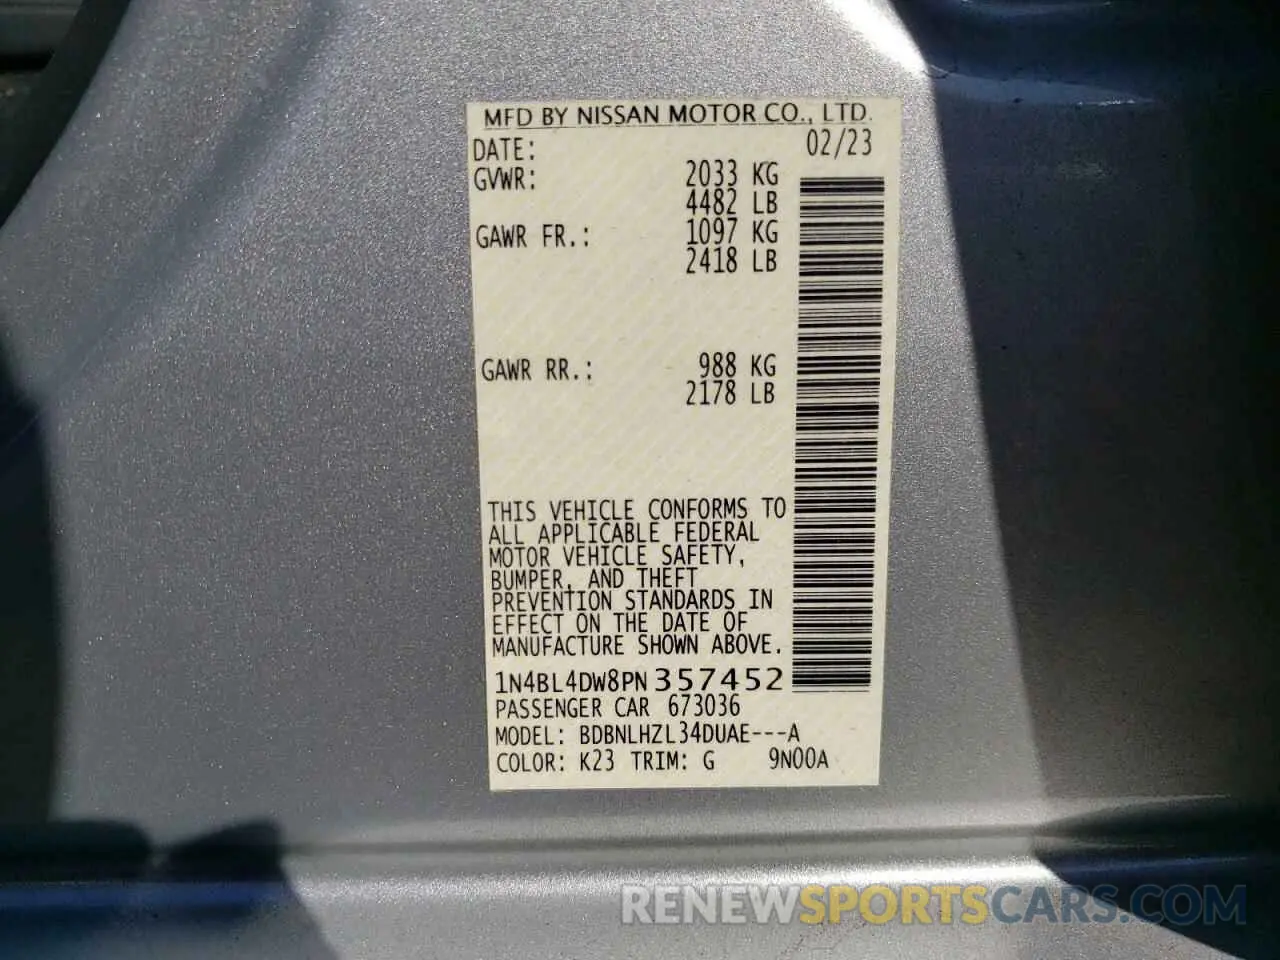 MFD BY NISSAN MOTOR CO., LTD.
DATE: 02/23
GVWR: 2033 KG
4482 LB
GAWR FR.: 1097 KG
2418 LB
GAWR RR.: 988 KG
2178 LB
THIS VEHICLE CONFORMS TO
ALL APPLICABLE FEDERAL
MOTOR VEHICLE SAFETY,
BUMPER, AND THEFT
PREVENTION STANDARDS IN
EFFECT ON THE DATE OF
MANUFACTURE SHOWN ABOVE.
1N4BL4DW8PN357452
PASSENGER CAR 673036
MODEL: BDBNLHZL34DUAE---A
COLOR: K23 TRIM: G 9N00A
RENEWSPORTSCARS.COM